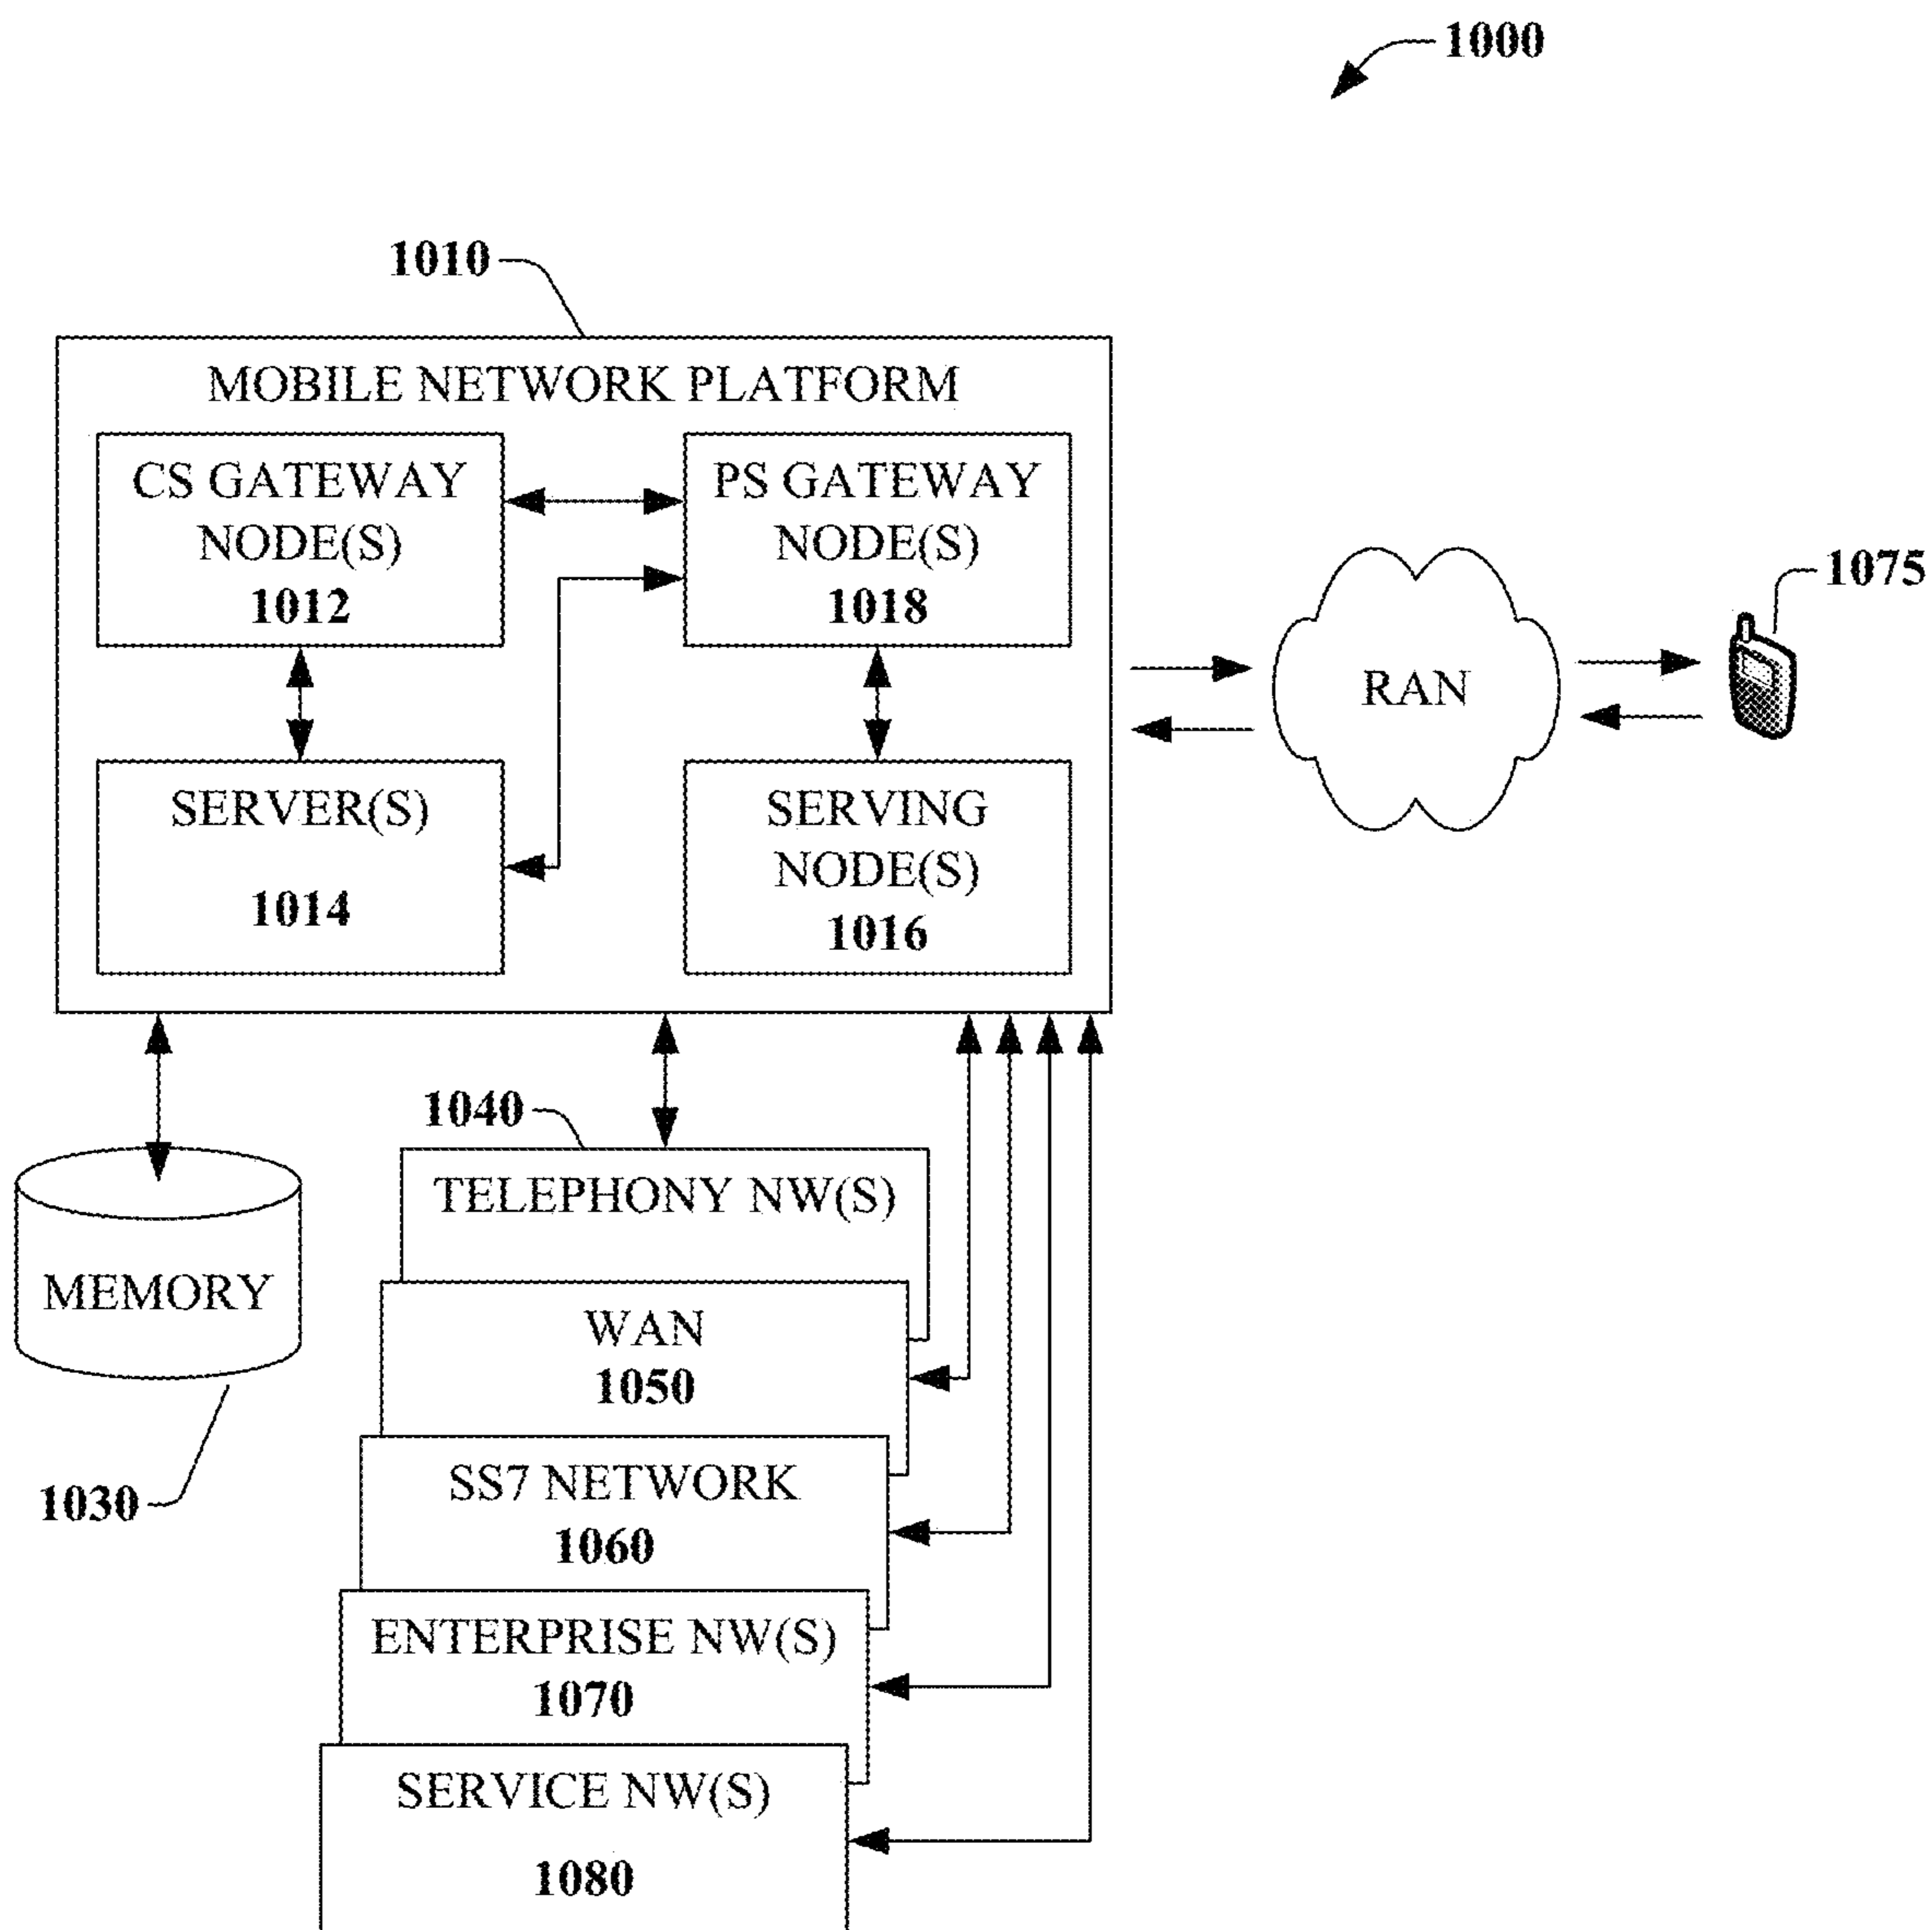 1000
1010
MOBILE NETWORK PLATFORM
CS GATEWAY
NODE(S)
1012
PS GATEWAY
NODE(S)
1018
SERVER(S)
1014
SERVING
NODE(S)
1016
RAN
1075
1040
TELEPHONY NW(S)
MEMORY
1030
WAN
1050
SS7 NETWORK
1060
ENTERPRISE NW(S)
1070
SERVICE NW(S)
1080